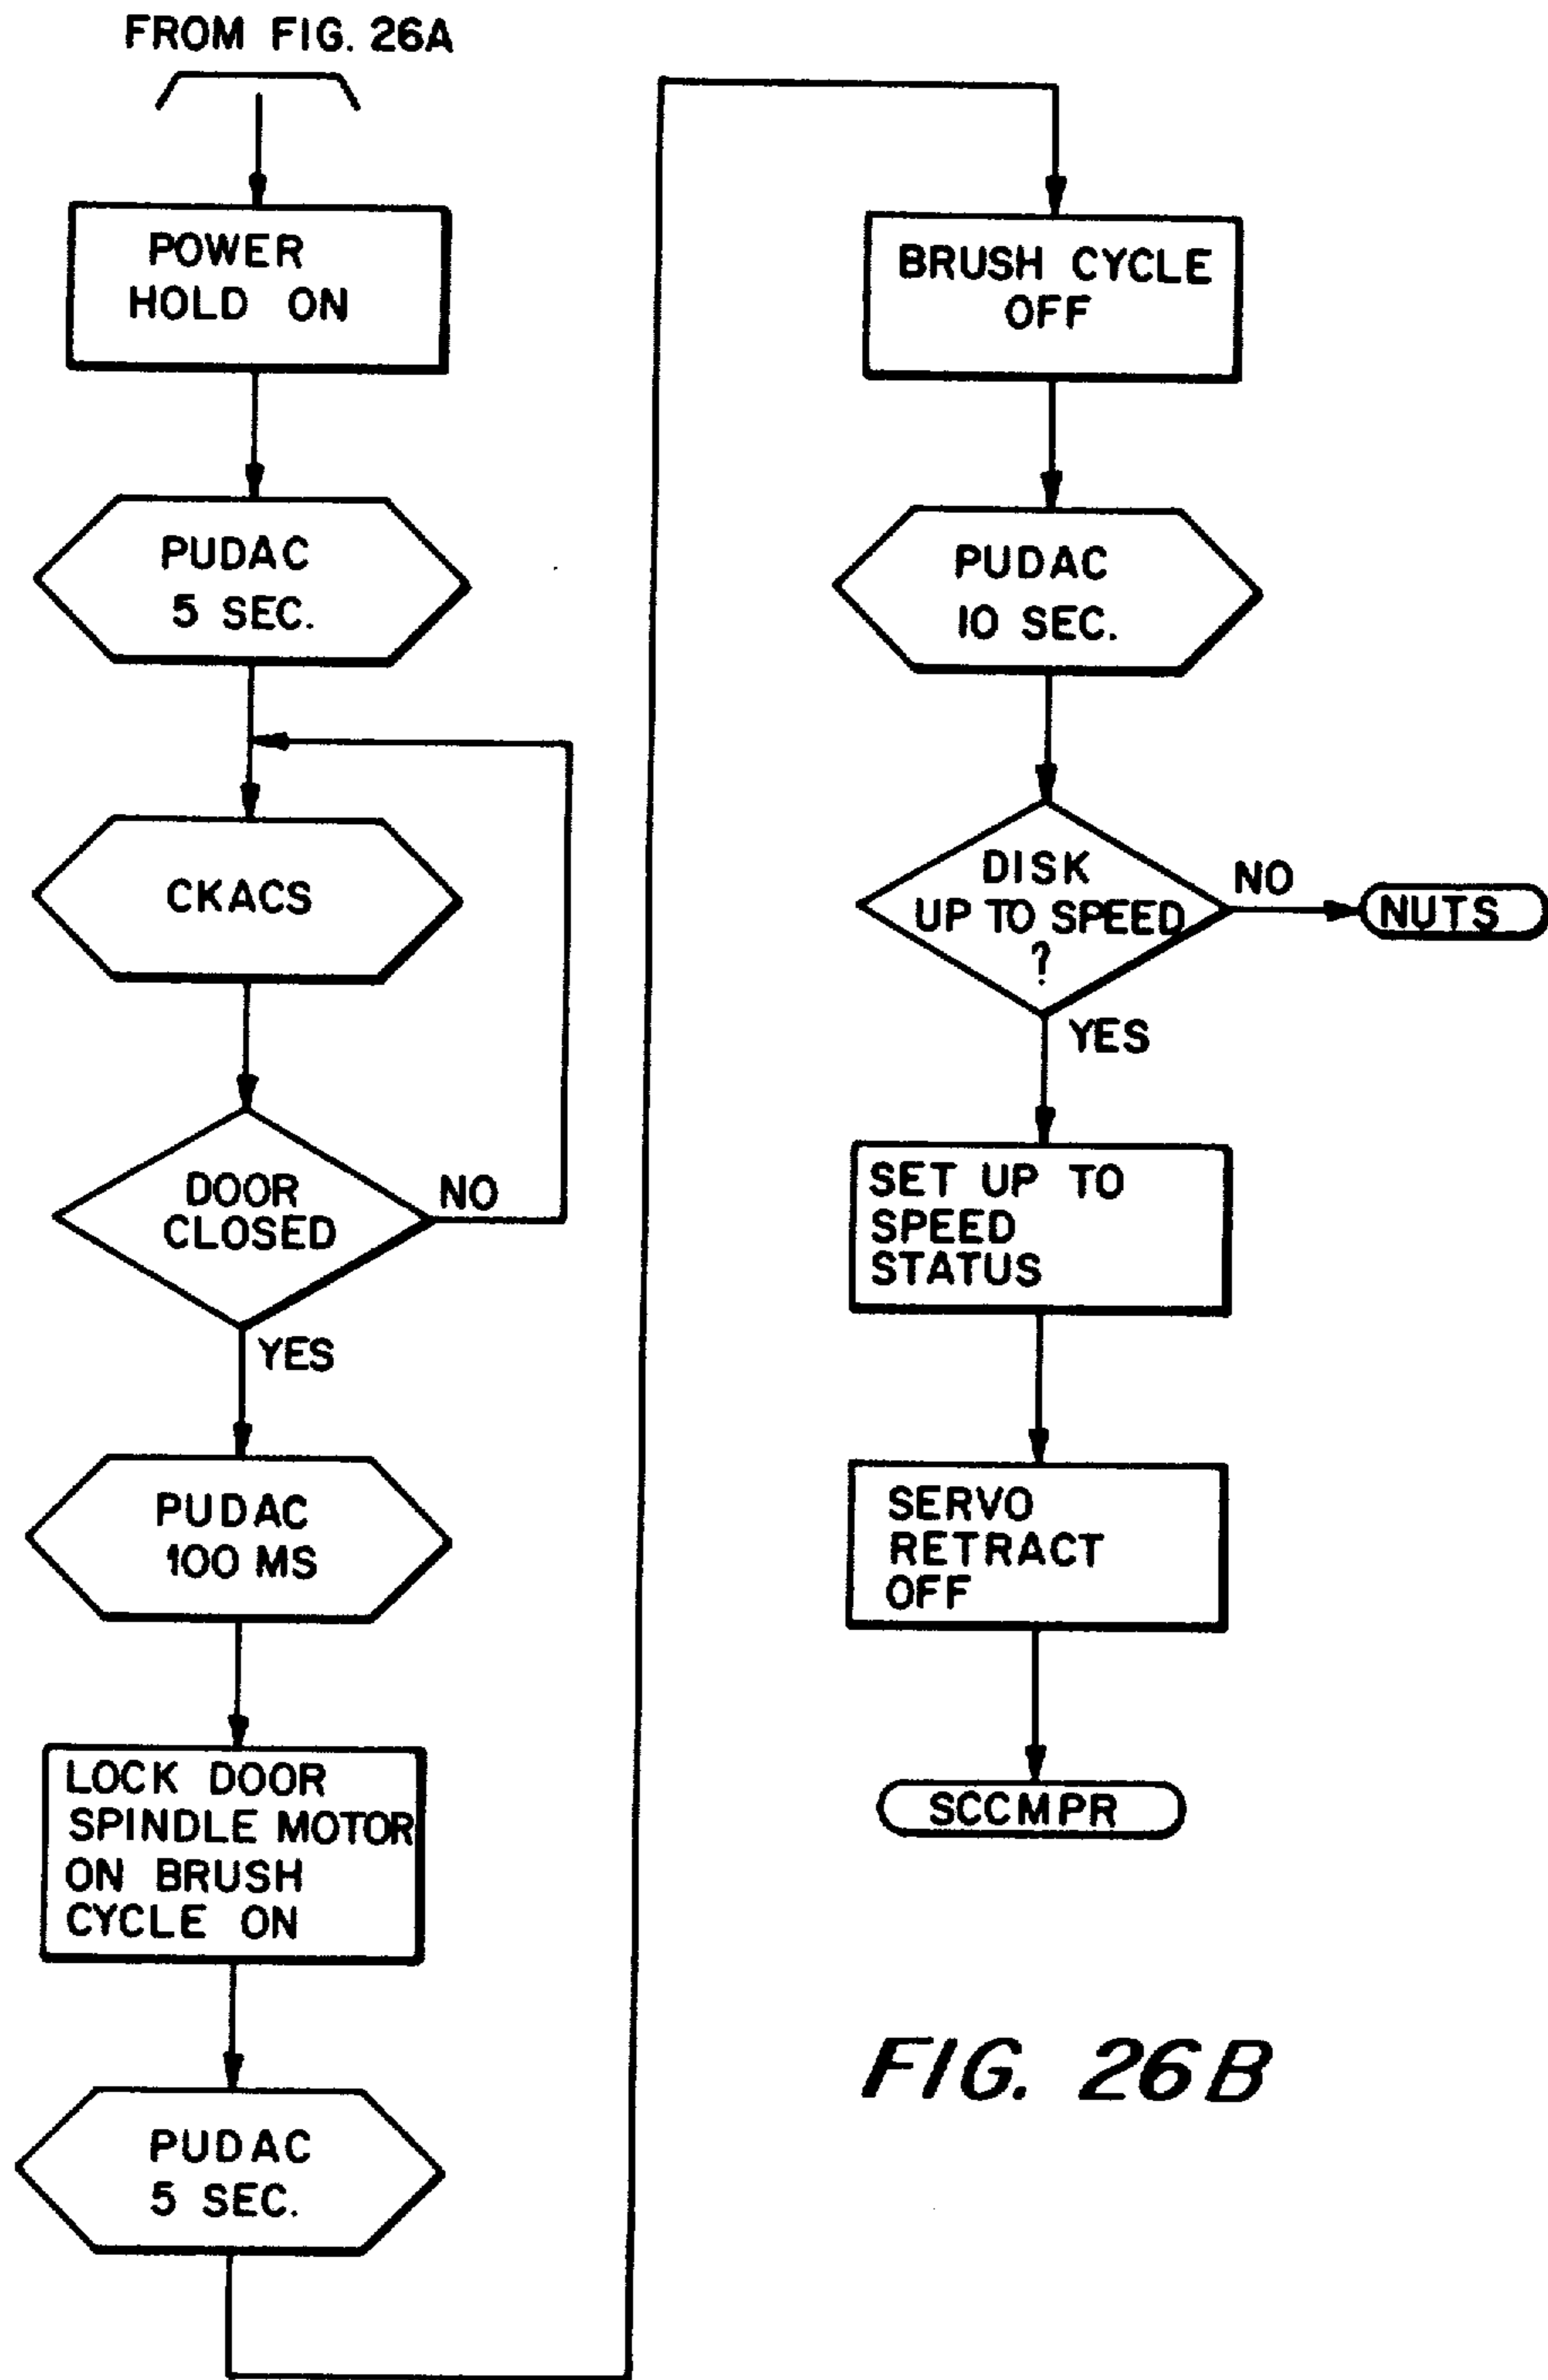 FROM FIG. 26A
POWER
HOLD ON
PUDAC
5 SEC.
CKACS
DOOR
CLOSED
NO
YES
PUDAC
100 MS
LOCK DOOR
SPINDLE MOTOR
ON BRUSH
CYCLE ON
PUDAC
5 SEC.
BRUSH CYCLE
OFF
PUDAC
10 SEC.
DISK
UP TO SPEED
?
NO
NUTS
YES
SET UP TO
SPEED
STATUS
SERVO
RETRACT
OFF
SCCMPR
FIG. 26B